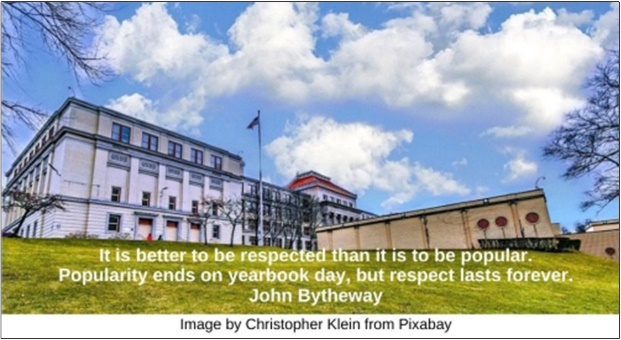 It is better to be respected than it is to be popular.
Popularity ends on yearbook day, but respect lasts forever.
John Bytheway
Image by Christopher Klein from Pixabay